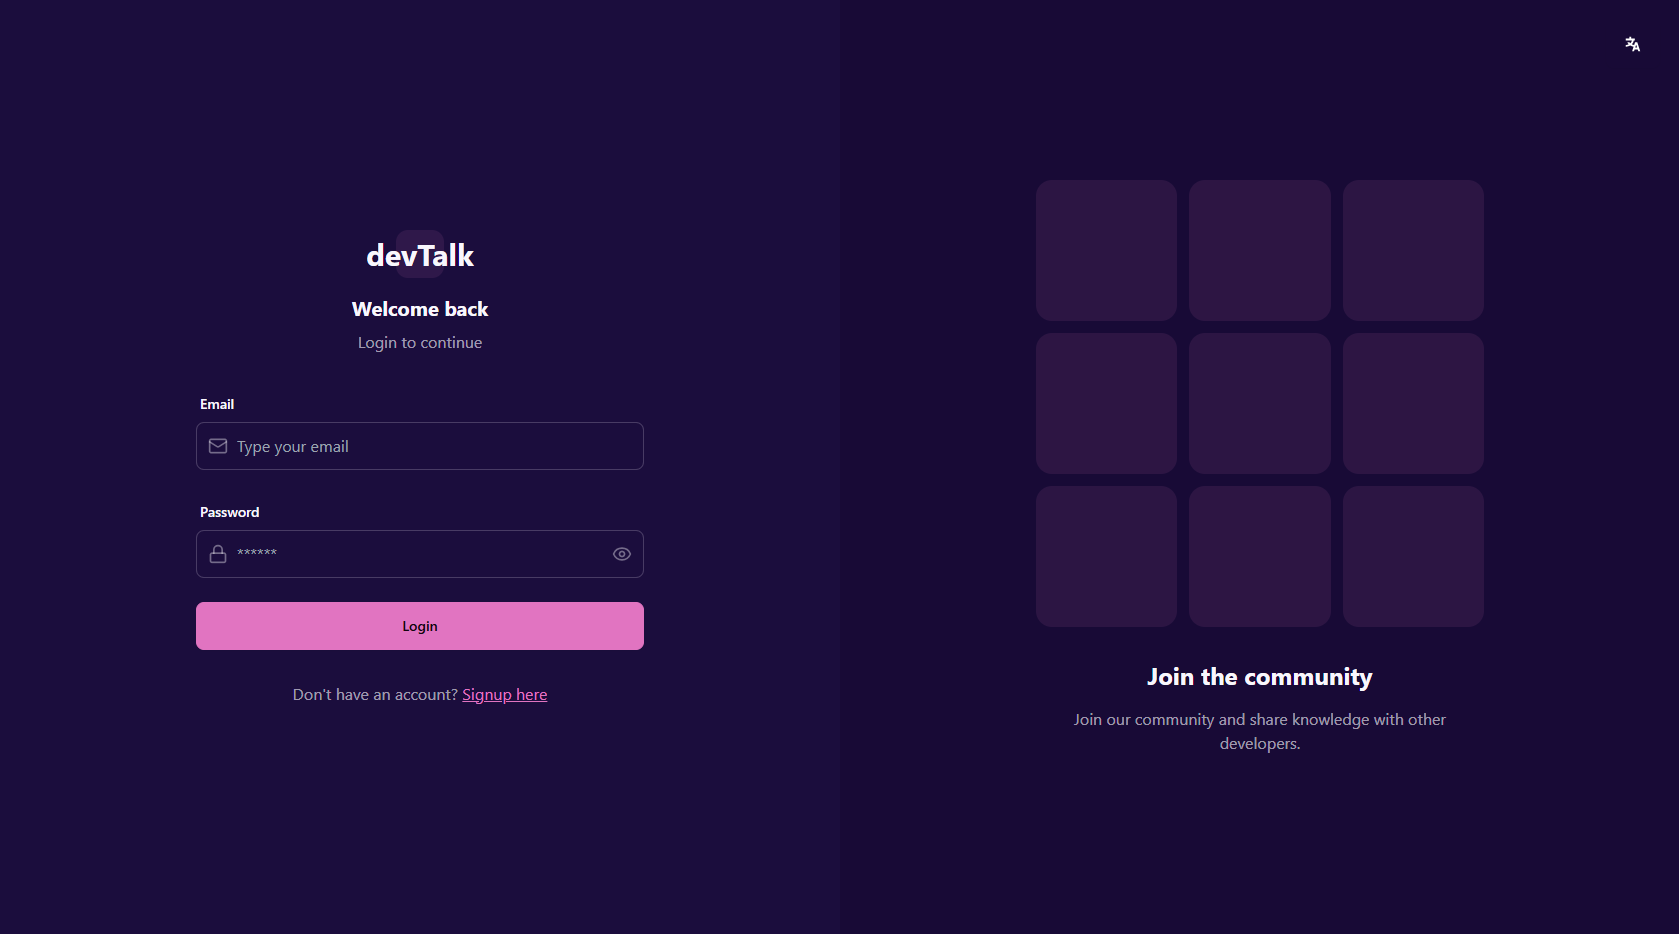 devTalk
Welcome back
Login to continue
Email
Type your email
Password
******
Login
Don't have an account? Signup here
Join the community
Join our community and share knowledge with other
developers.